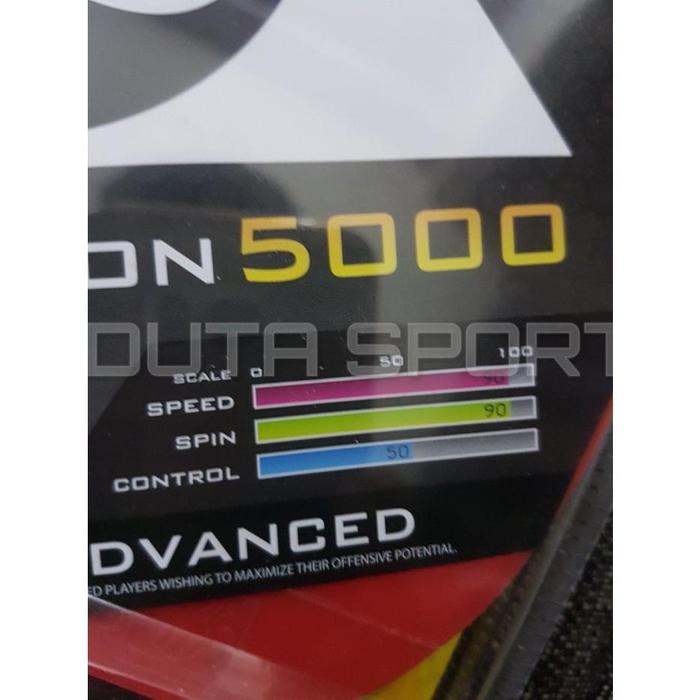 ON 5000
DUTA SPORT
SCALE 0 50 100
SPEED 90
SPIN 90
CONTROL 50
DVANCED
ED PLAYERS WISHING TO MAXIMIZE THEIR OFFENSIVE POTENTIAL.